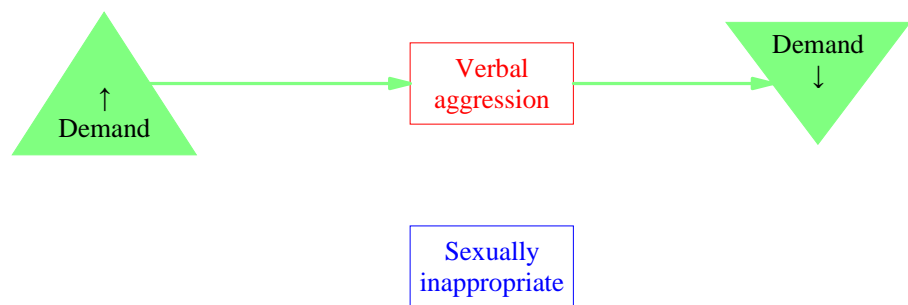 ↑
Demand
Verbal
aggression
Demand
↓
Sexually
inappropriate